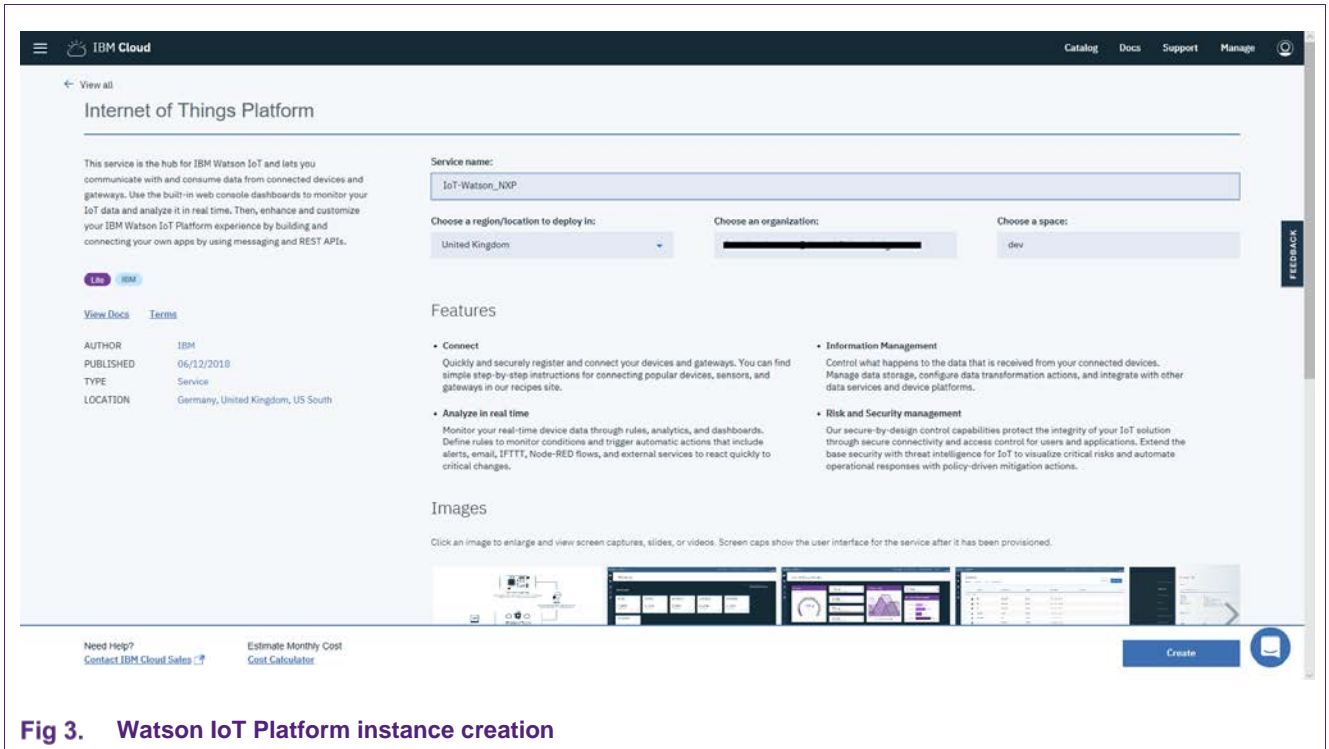 IBM Cloud
Catalog Docs Support Manage
View all
Internet of Things Platform
This service is the hub for IBM Watson IoT and lets you
communicate with and consume data from connected devices and
gateways. Use the built-in web console dashboards to monitor your
IoT data and analyze it in real time. Then, enhance and customize
your IBM Watson IoT Platform experience by building and
connecting your own apps by using messaging and REST APIs.
Lite IBM
View Docs Terms
AUTHOR IBM
PUBLISHED 06/12/2018
TYPE Service
LOCATION Germany, United Kingdom, US South
Service name:
IoT-Watson_NXP
Choose a region/location to deploy in: Choose an organization: Choose a space:
United Kingdom dev
FEEDBACK
Features
• Connect
Quickly and securely register and connect your devices and gateways. You can find
simple step-by-step instructions for connecting popular devices, sensors, and
gateways in our recipes site.
• Information Management
Control what happens to the data that is received from your connected devices.
Manage data storage, configure data transformation actions, and integrate with other
data services and device platforms.
• Analyze in real time
Monitor your real-time device data through rules, analytics, and dashboards.
Define rules to monitor conditions and trigger automatic actions that include
alerts, email, IFTTT, Node-RED flows, and external services to react quickly to
critical changes.
• Risk and Security management
Our secure-by-design control capabilities protect the integrity of your IoT solution
through secure connectivity and access control for users and applications. Extend the
base security with threat intelligence for IoT to visualize critical risks and automate
operational responses with policy-driven mitigation actions.
Images
Click an image to enlarge and view screen captures, slides, or videos. Screen caps show the user interface for the service after it has been provisioned.
Need Help? Estimate Monthly Cost
Contact IBM Cloud Sales Cost Calculator
Create
Fig 3. Watson IoT Platform instance creation